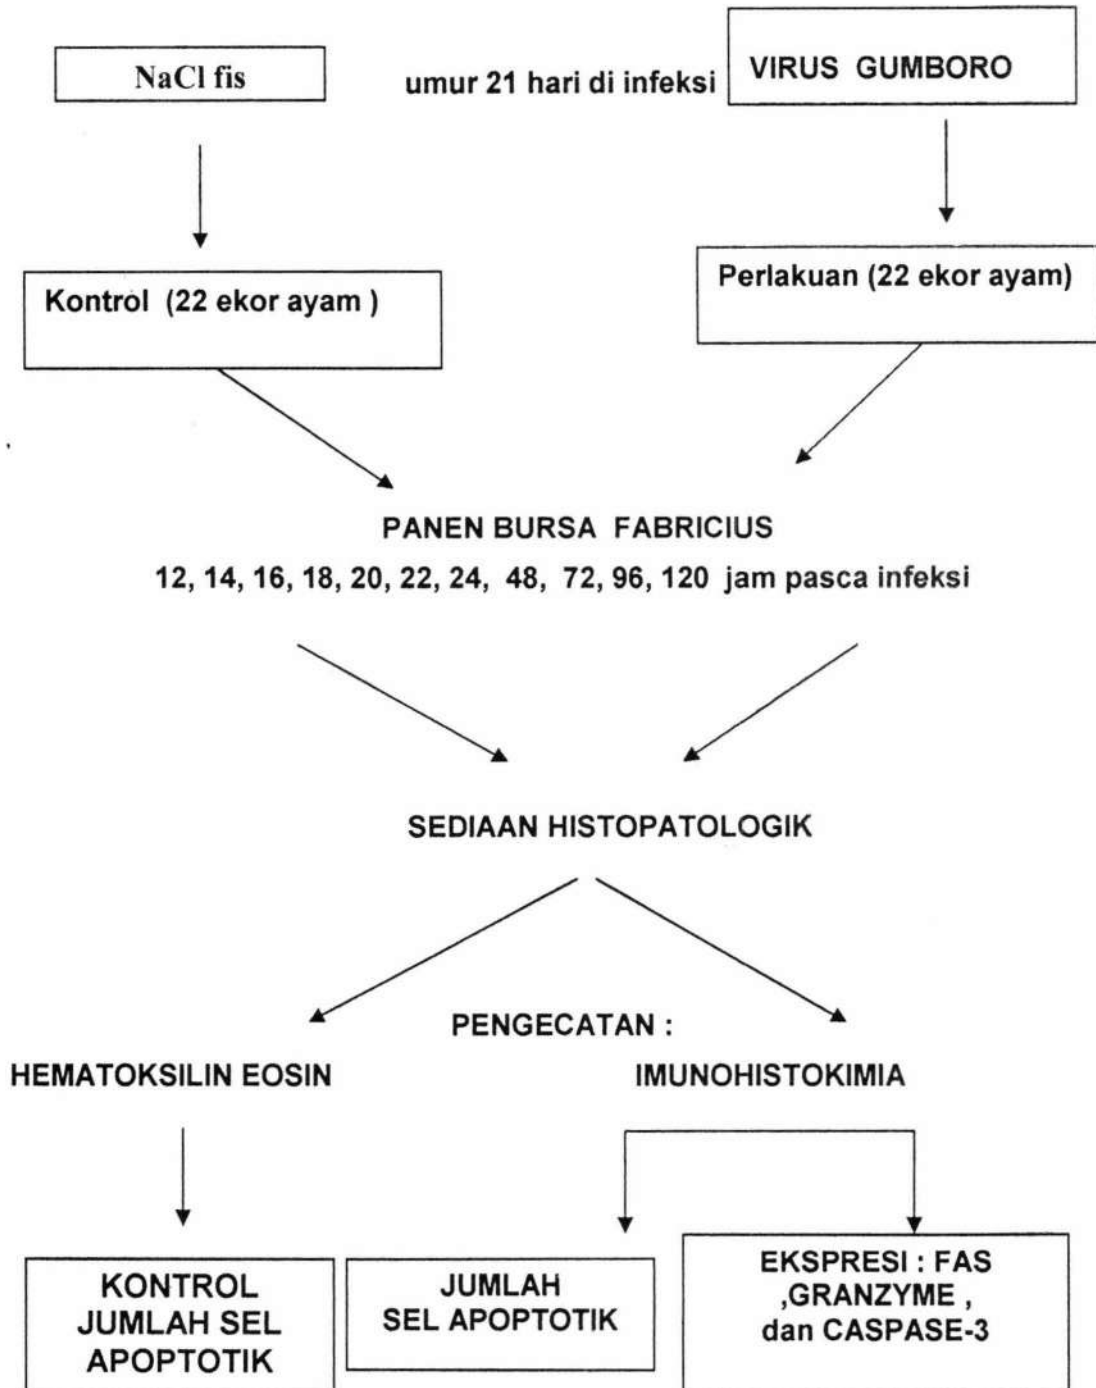 NaCl fis
umur 21 hari di infeksi
VIRUS GUMBORO
Kontrol (22 ekor ayam )
Perlakuan (22 ekor ayam)
PANEN BURSA FABRICIUS
12, 14, 16, 18, 20, 22, 24, 48, 72, 96, 120 jam pasca infeksi
SEDIAAN HISTOPATOLOGIK
PENGECATAN :
HEMATOKSILIN EOSIN
IMUNOHISTOKIMIA
KONTROL
JUMLAH SEL
APOPTOTIK
JUMLAH
SEL APOPTOTIK
EKSPRESI : FAS
,GRANZYME ,
dan CASPASE-3